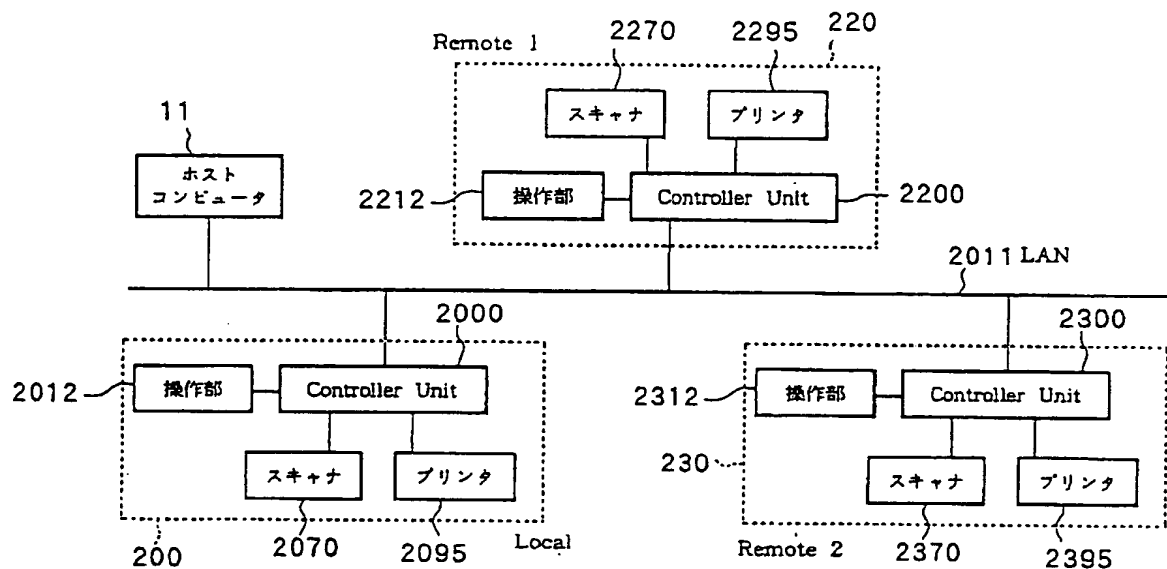 Remote 1
2270
2295
220
スキャナ
プリンタ
11
ホスト
コンピュータ
2212
操作部
Controller Unit
2200
2011 LAN
2000
2300
2012
操作部
Controller Unit
2312
操作部
Controller Unit
スキャナ
プリンタ
230
スキャナ
プリンタ
200
2070
2095
Local
Remote 2
2370
2395